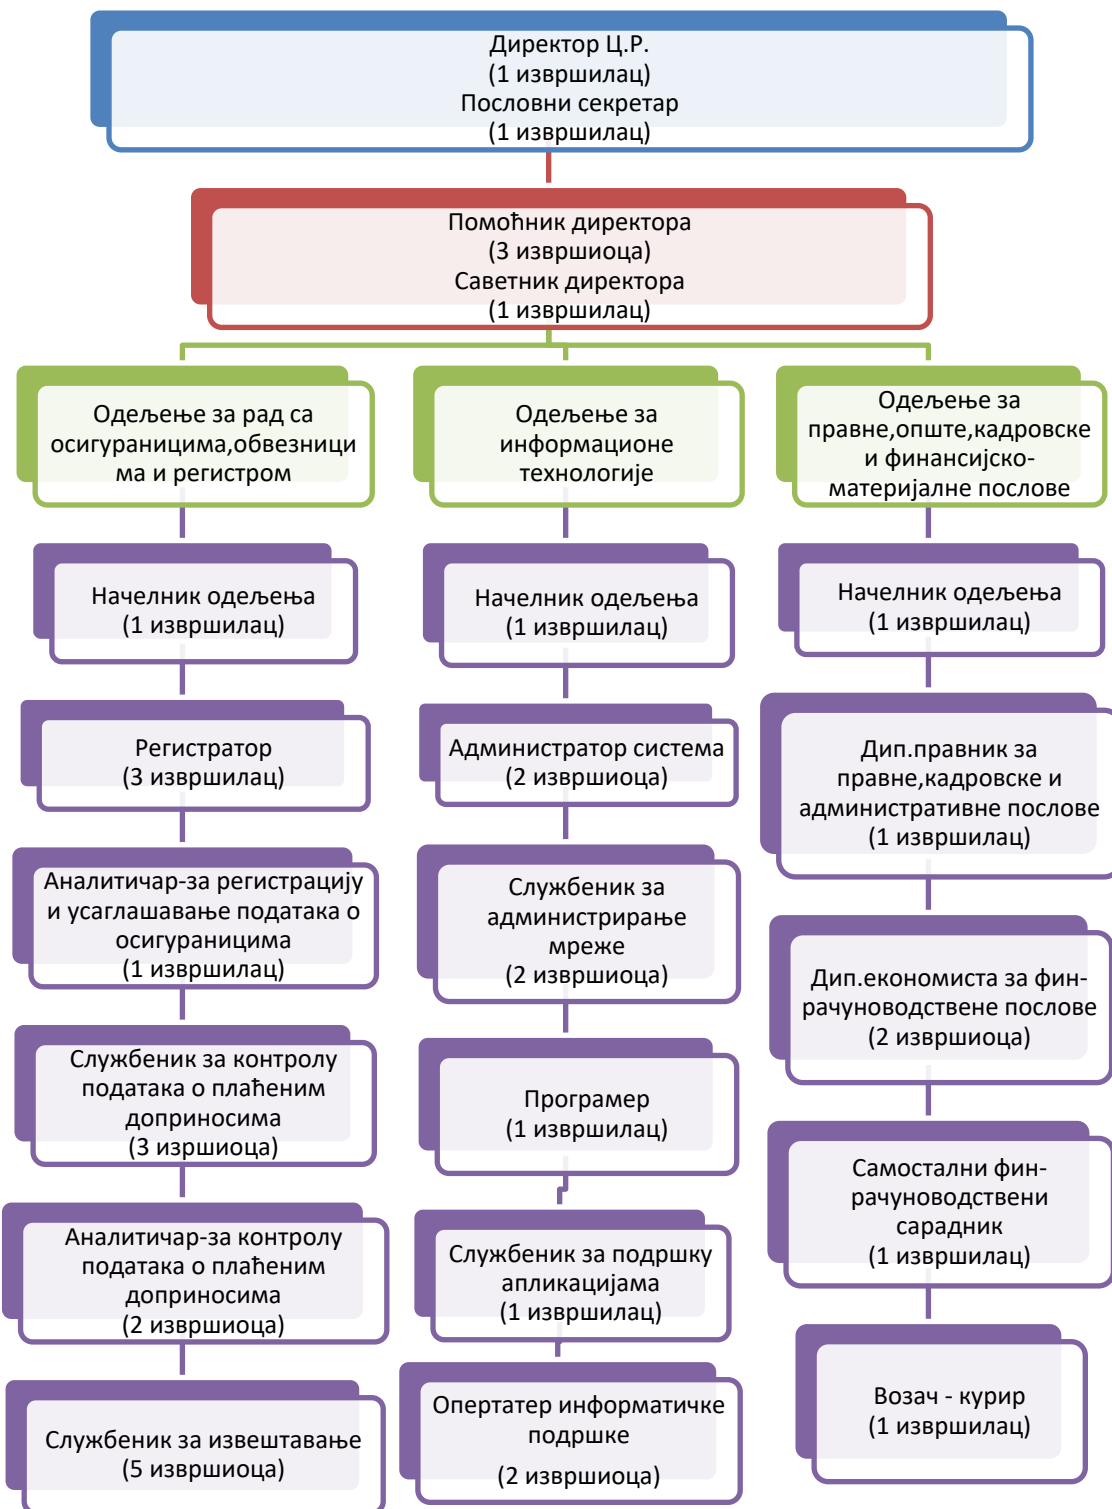 Директор Ц.Р.
(1 извршилац)
Пословни секретар
(1 извршилац)
Помоћник директора
(3 извршиоца)
Саветник директора
(1 извршилац)
Одељење за рад са
осигураницима,обвезници
ма и регистром
Начелник одељења
(1 извршилац)
Регистратор
(3 извршилац)
Аналитичар-за регистрацију
и усаглашавање података о
осигураницима
(1 извршилац)
Службеник за контролу
података о плаћеним
доприносима
(3 изршиоца)
Аналитичар-за контролу
података о плаћеним
доприносима
(2 извршиоца)
Службеник за извештавање
(5 извршиоца)
Одељење за
информационе
технологије
Начелник одељења
(1 извршилац)
Администратор система
(2 извршиоца)
Службеник за
администрирање
мреже
(2 извршиоца)
Програмер
(1 извршилац)
Службеник за подршку
апликацијама
(1 извршилац)
Опертатер информатичке
подршке
(2 извршиоца)
Одељење за
правне,опште,кадровске
и финансијско-
материјалне послове
Начелник одељења
(1 извршилац)
Дип.правник за
правне,кадровске и
административне послове
(1 извршилац)
Дип.економиста за фин-
рачуноводствене послове
(2 извршиоца)
Самостални фин-
рачуноводствени
сарадник
(1 извршилац)
Возач - курир
(1 извршилац)